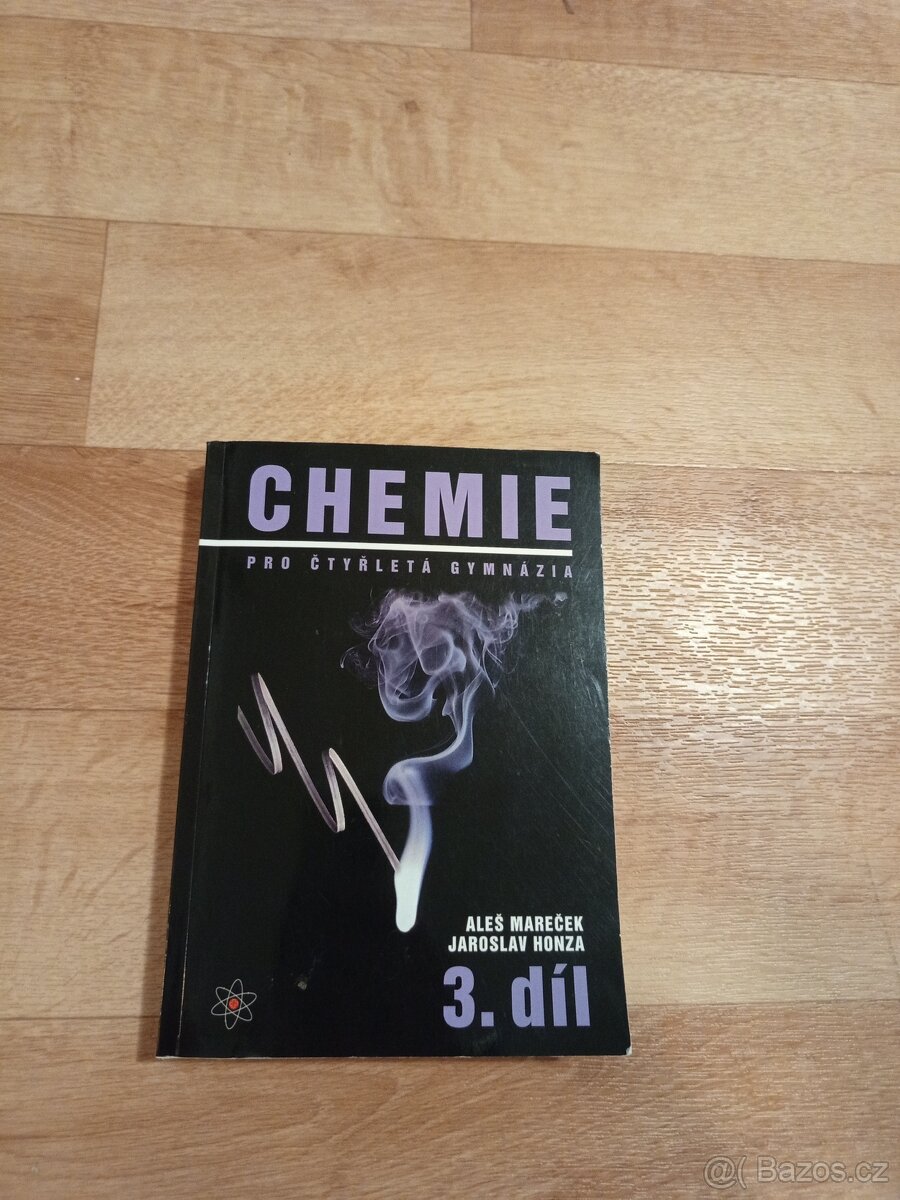 CHEMIE
PRO ČTYŘLETÁ GYMNÁZIA
ALEŠ MAREČEK
JAROSLAV HONZA
3. díl
@( Bazos.cz